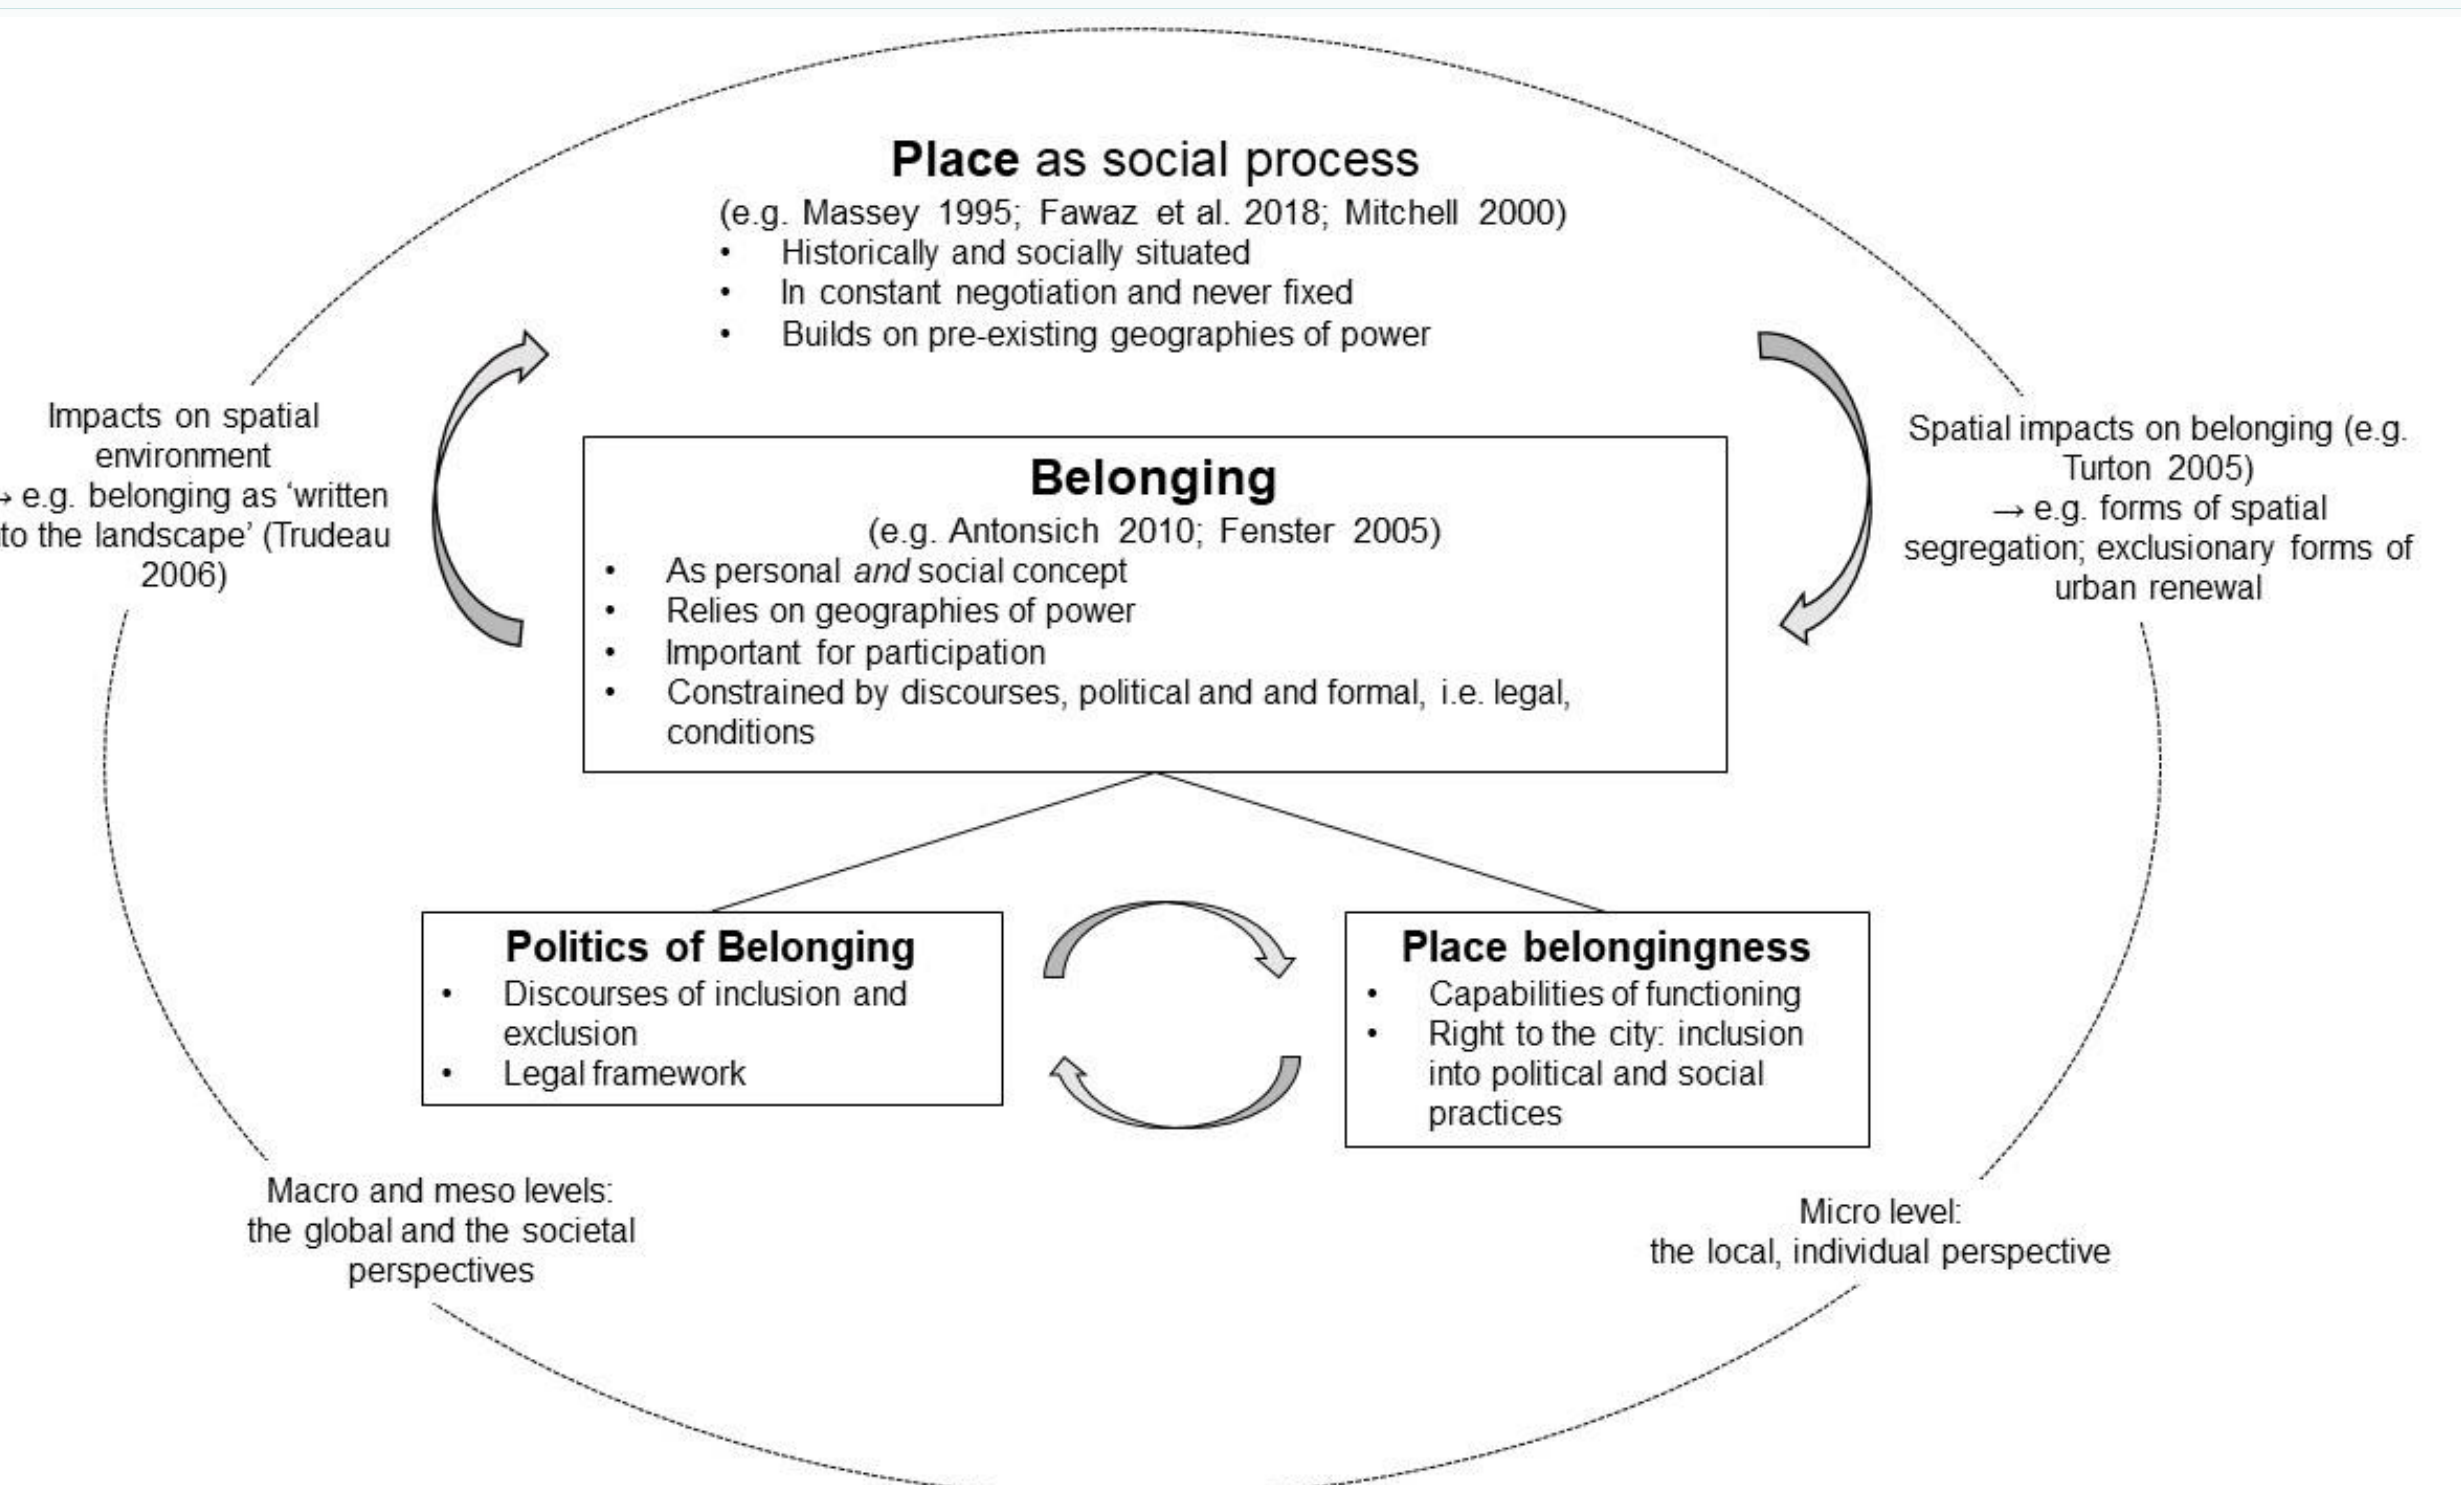 Place as social process
(e.g. Massey 1995; Fawaz et al. 2018; Mitchell 2000)
• Historically and socially situated
• In constant negotiation and never fixed
• Builds on pre-existing geographies of power
Impacts on spatial
environment
→ e.g. belonging as ‘written
to the landscape’ (Trudeau
2006)
Spatial impacts on belonging (e.g.
Turton 2005)
→ e.g. forms of spatial
segregation; exclusionary forms of
urban renewal
Belonging
(e.g. Antonsich 2010; Fenster 2005)
• As personal and social concept
• Relies on geographies of power
• Important for participation
• Constrained by discourses, political and and formal, i.e. legal,
conditions
Politics of Belonging
• Discourses of inclusion and
exclusion
• Legal framework
Place belongingness
• Capabilities of functioning
• Right to the city: inclusion
into political and social
practices
Macro and meso levels:
the global and the societal
perspectives
Micro level:
the local, individual perspective